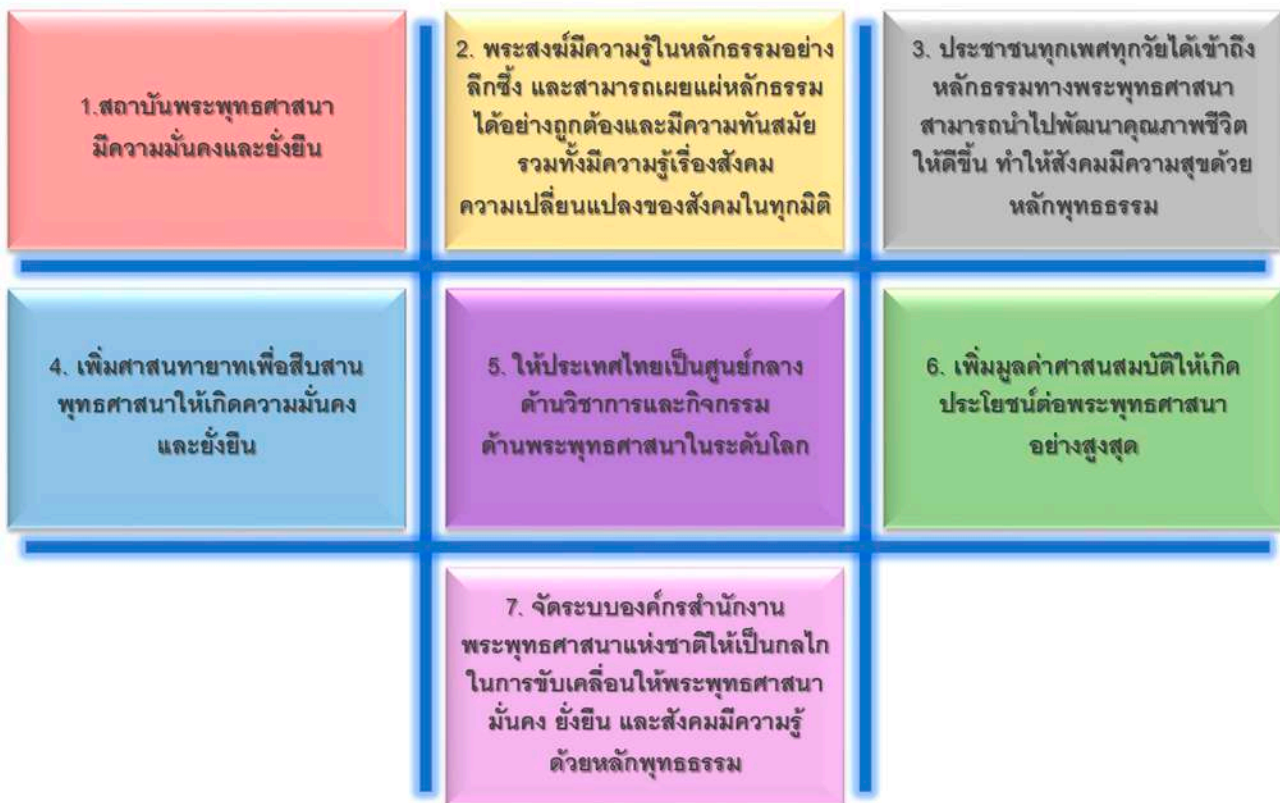 1.สถาบันพระพุทธศาสนา
มีความมั่นคงและยั่งยืน
2. พระสงฆ์มีความรู้ในหลักธรรมอย่าง
ลึกซึ้ง และสามารถเผยแผ่หลักธรรม
ได้อย่างถูกต้องและมีความทันสมัย
รวมทั้งมีความรู้เรื่องสังคม
ความเปลี่ยนแปลงของสังคมในทุกมิติ
3. ประชาชนทุกเพศทุกวัยได้เข้าถึง
หลักธรรมทางพระพุทธศาสนา
สามารถนำไปพัฒนาคุณภาพชีวิต
ให้ดีขึ้น ทำให้สังคมมีความสุขด้วย
หลักพุทธธรรม
4. เพิ่มศาสนทายาทเพื่อสืบสาน
พุทธศาสนาให้เกิดความมั่นคง
และยั่งยืน
5. ให้ประเทศไทยเป็นศูนย์กลาง
ด้านวิชาการและกิจกรรม
ด้านพระพุทธศาสนาในระดับโลก
6. เพิ่มมูลค่าศาสนสมบัติให้เกิด
ประโยชน์ต่อพระพุทธศาสนา
อย่างสูงสุด
7. จัดระบบองค์กรสำนักงาน
พระพุทธศาสนาแห่งชาติให้เป็นกลไก
ในการขับเคลื่อนให้พระพุทธศาสนา
มั่นคง ยั่งยืน และสังคมมีความรู้
ด้วยหลักพุทธธรรม